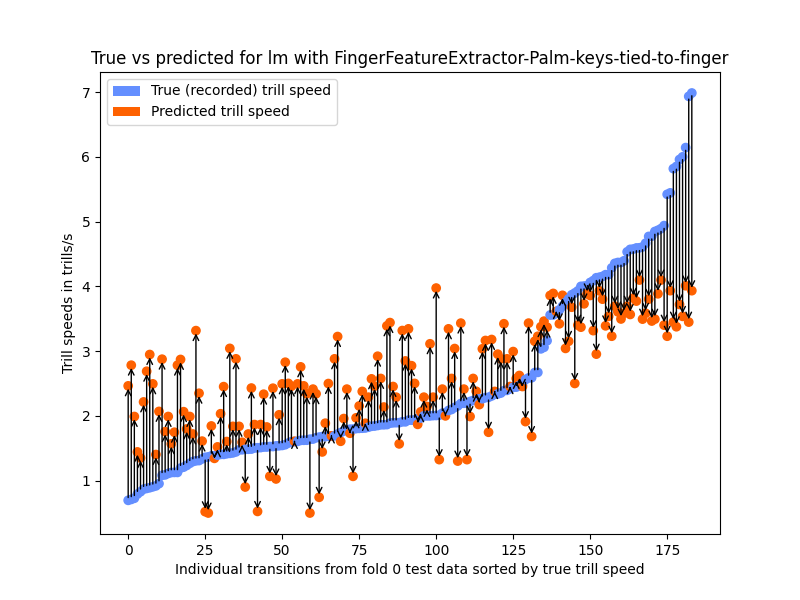 True vs predicted for lm with FingerFeatureExtractor-Palm-keys-tied-to-finger
True (recorded) trill speed
Predicted trill speed
7
6
5
4
3
2
1
Trill speeds in trills/s
0 25 50 75 100 125 150 175
Individual transitions from fold 0 test data sorted by true trill speed